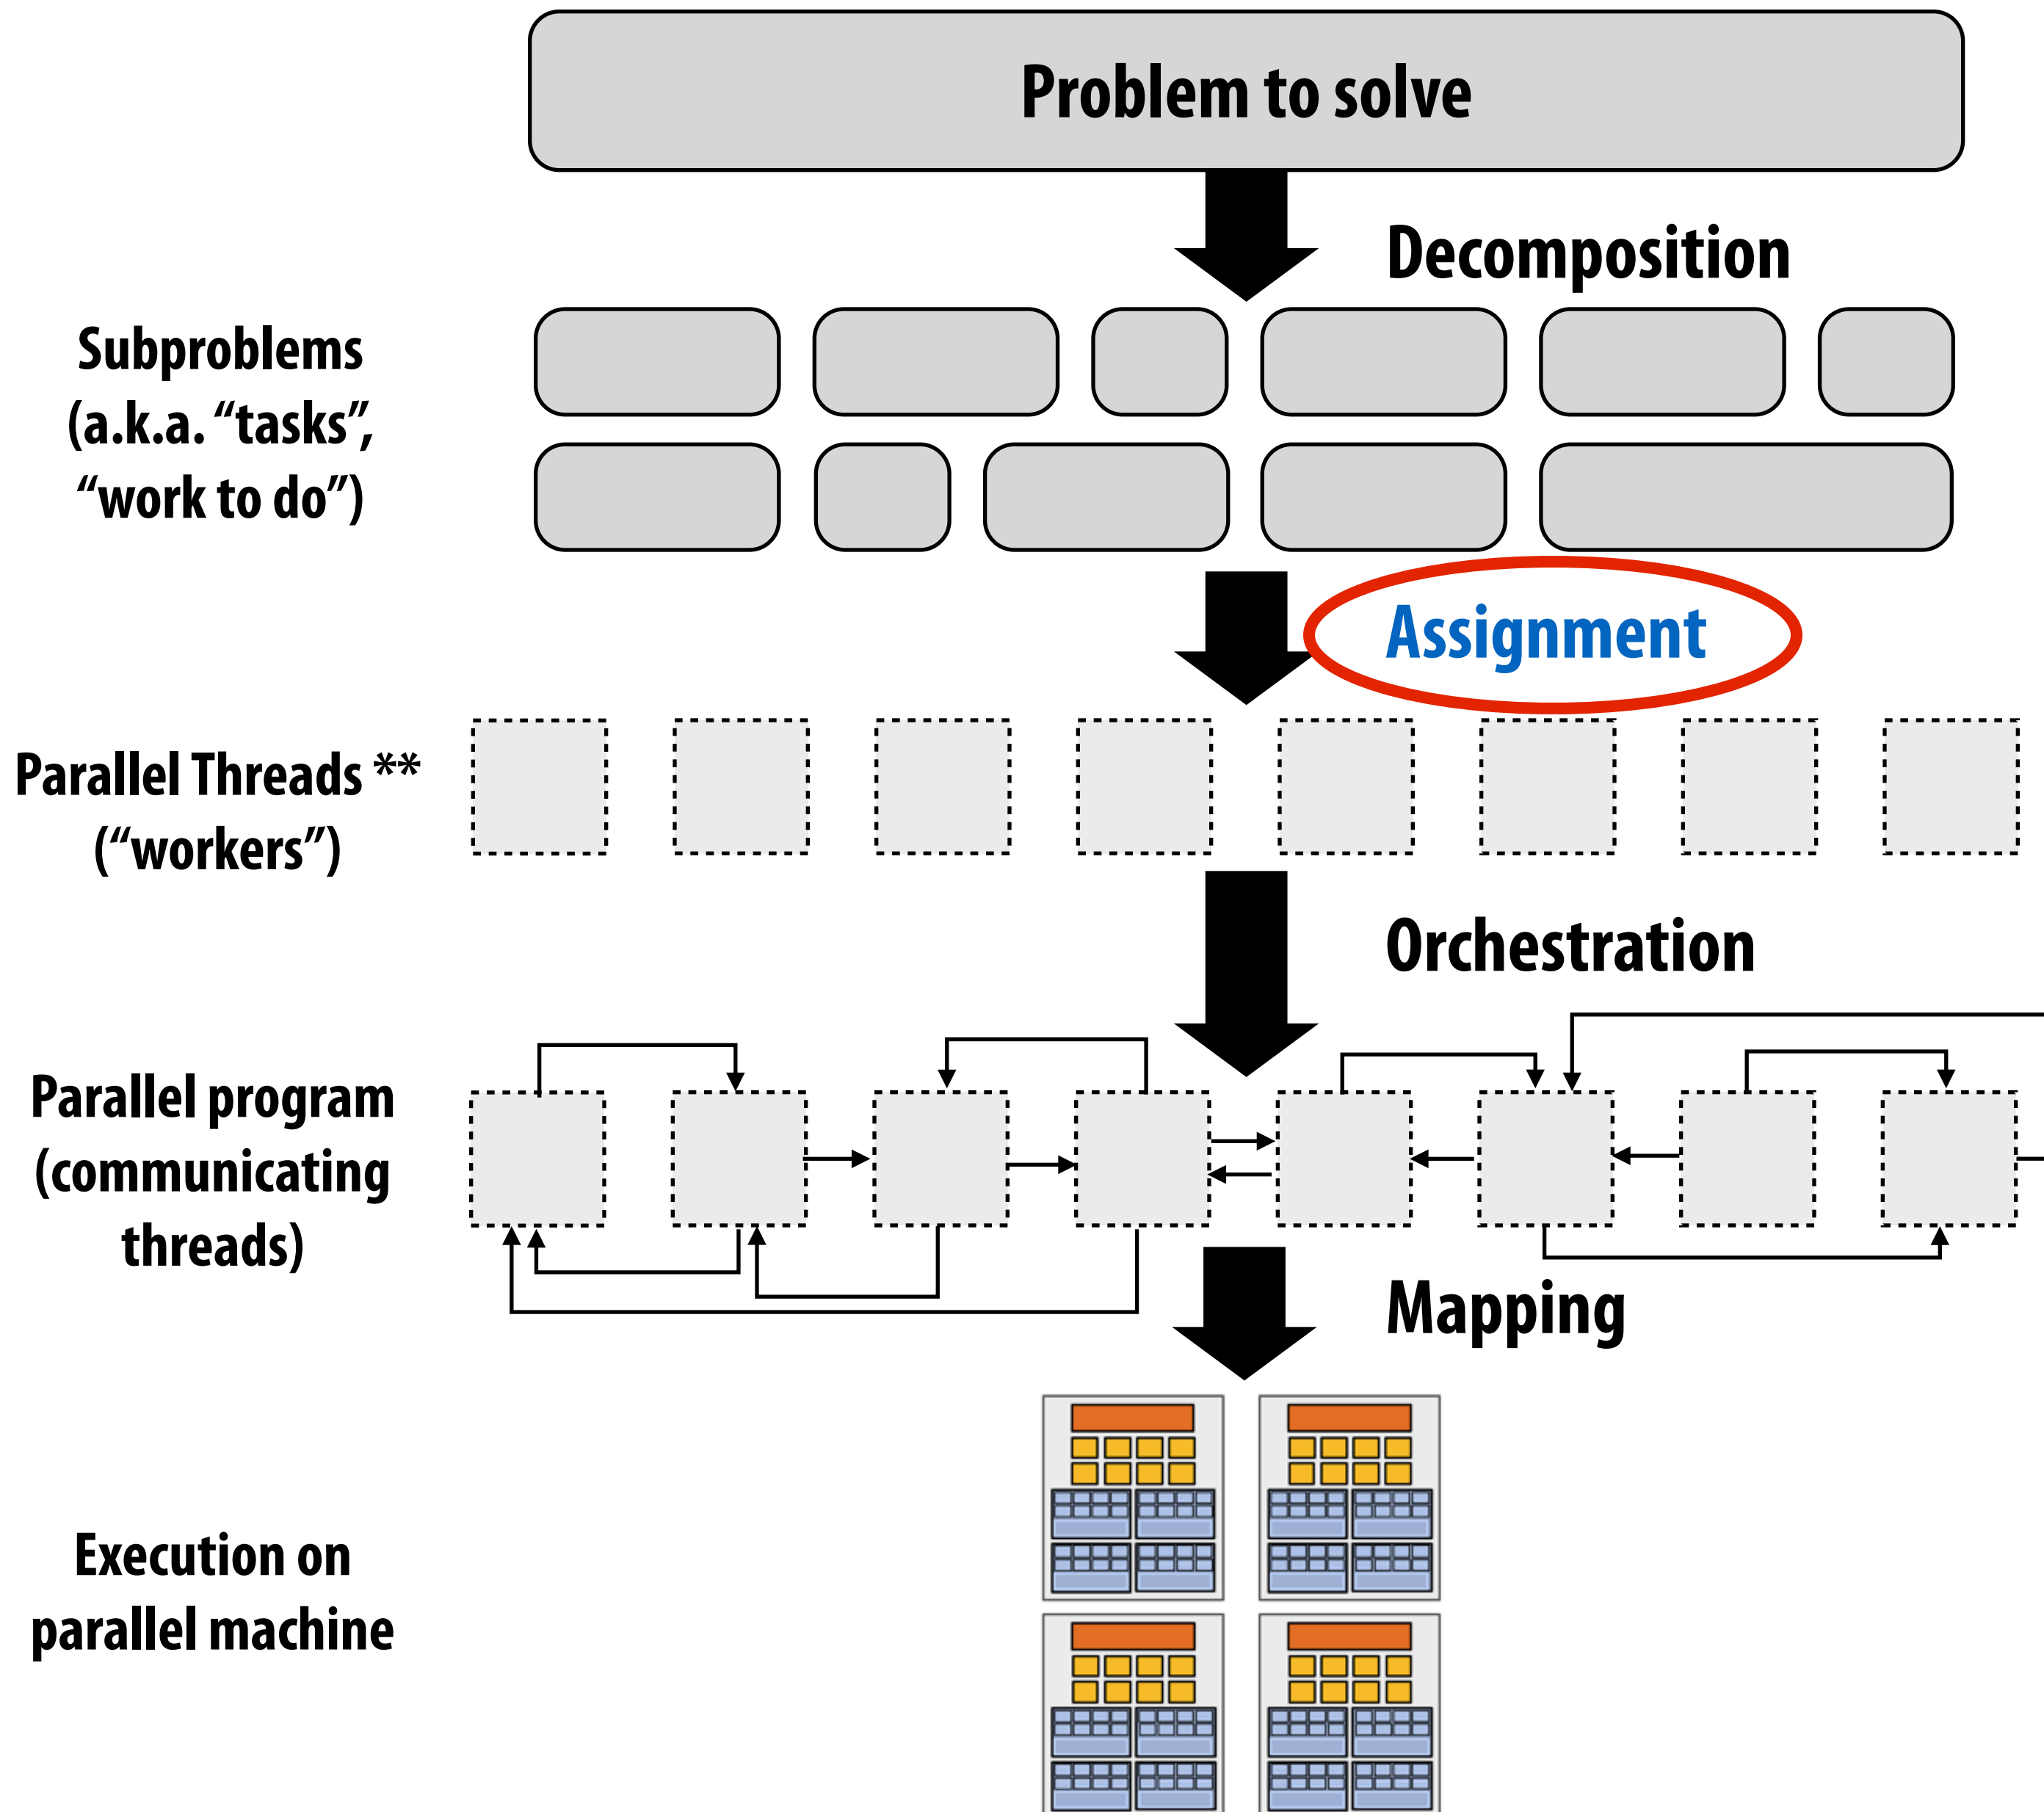 Problem to solve
Decomposition
Subproblems
(a.k.a. “tasks”,
“work to do”)
Assignment
Parallel Threads **
(“workers”)
Orchestration
Parallel program
(communicating
threads)
Mapping
Execution on
parallel machine